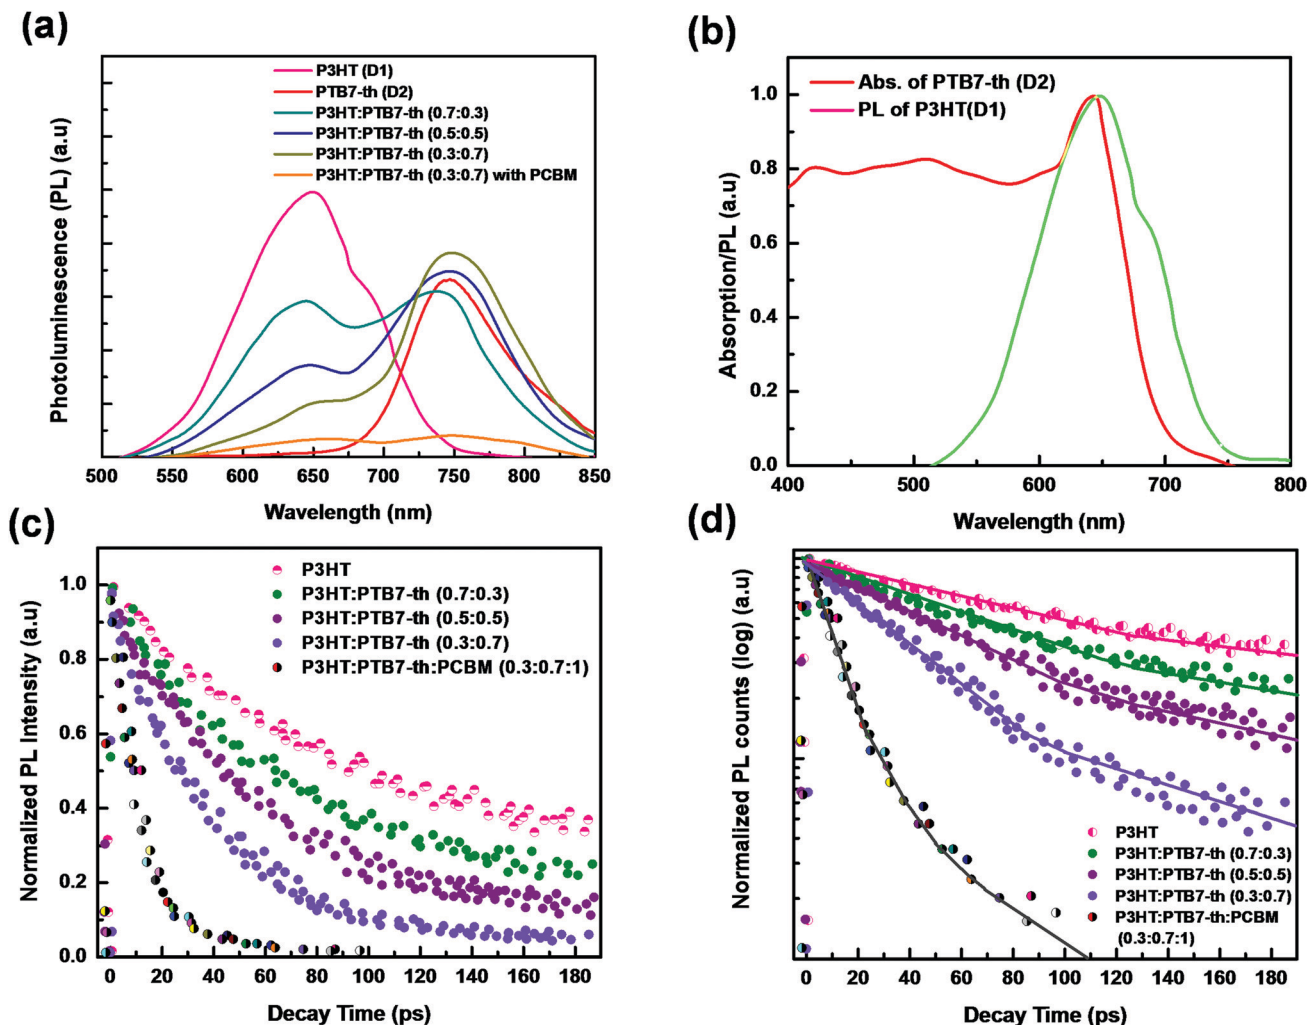 (a)
P3HT (D1)
PTB7-th (D2)
P3HT:PTB7-th (0.7:0.3)
P3HT:PTB7-th (0.5:0.5)
P3HT:PTB7-th (0.3:0.7)
P3HT:PTB7-th (0.3:0.7) with PCBM
Photoluminescence (PL) (a.u)
500 550 600 650 700 750 800 850
Wavelength (nm)
(b)
Abs. of PTB7-th (D2)
PL of P3HT(D1)
Absorption/PL (a.u)
1.0
0.8
0.6
0.4
0.2
0.0
400 500 600 700 800
Wavelength (nm)
(c)
P3HT
P3HT:PTB7-th (0.7:0.3)
P3HT:PTB7-th (0.5:0.5)
P3HT:PTB7-th (0.3:0.7)
P3HT:PTB7-th:PCBM (0.3:0.7:1)
Normalized PL Intensity (a.u)
1.0
0.8
0.6
0.4
0.2
0.0
0 20 40 60 80 100 120 140 160 180
Decay Time (ps)
(d)
Normalized PL counts (log) (a.u)
P3HT
P3HT:PTB7-th (0.7:0.3)
P3HT:PTB7-th (0.5:0.5)
P3HT:PTB7-th (0.3:0.7)
P3HT:PTB7-th:PCBM
(0.3:0.7:1)
0 20 40 60 80 100 120 140 160 180
Decay Time (ps)